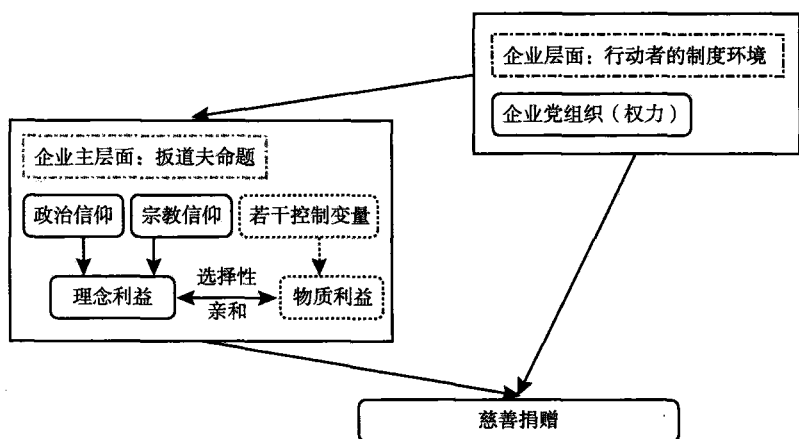 企业层面：行动者的制度环境
企业党组织（权力）
企业主层面：扳道夫命题
政治信仰
宗教信仰
若干控制变量
选择性
理念利益
亲和
物质利益
慈善捐赠